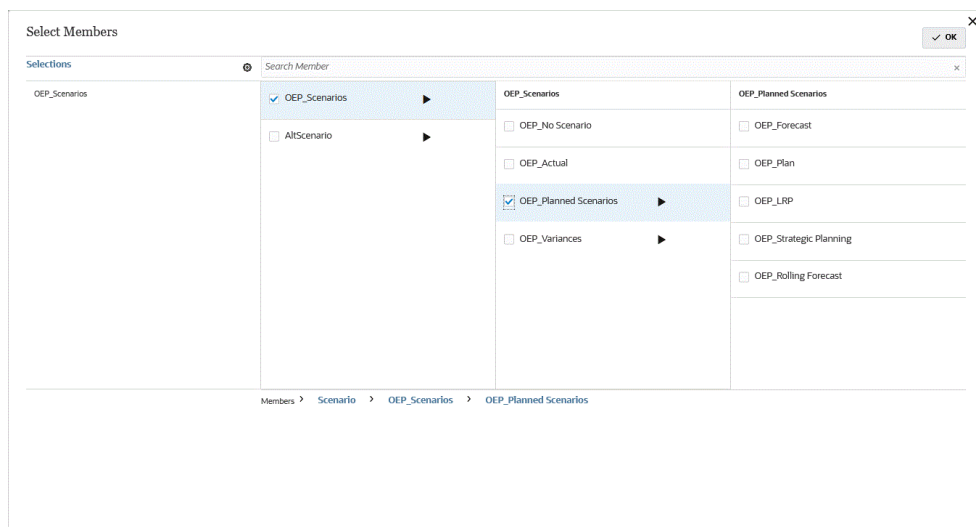 Select Members
OK
Selections
Search Member
OEP_Scenarios
OEP_Scenarios
AltScenario
OEP_Scenarios
OEP_No Scenario
OEP_Actual
OEP_Planned Scenarios
OEP_Variances
OEP_Planned Scenarios
OEP_Forecast
OEP_Plan
OEP_LRP
OEP_Strategic Planning
OEP_Rolling Forecast
Members > Scenario > OEP_Scenarios > OEP_Planned Scenarios